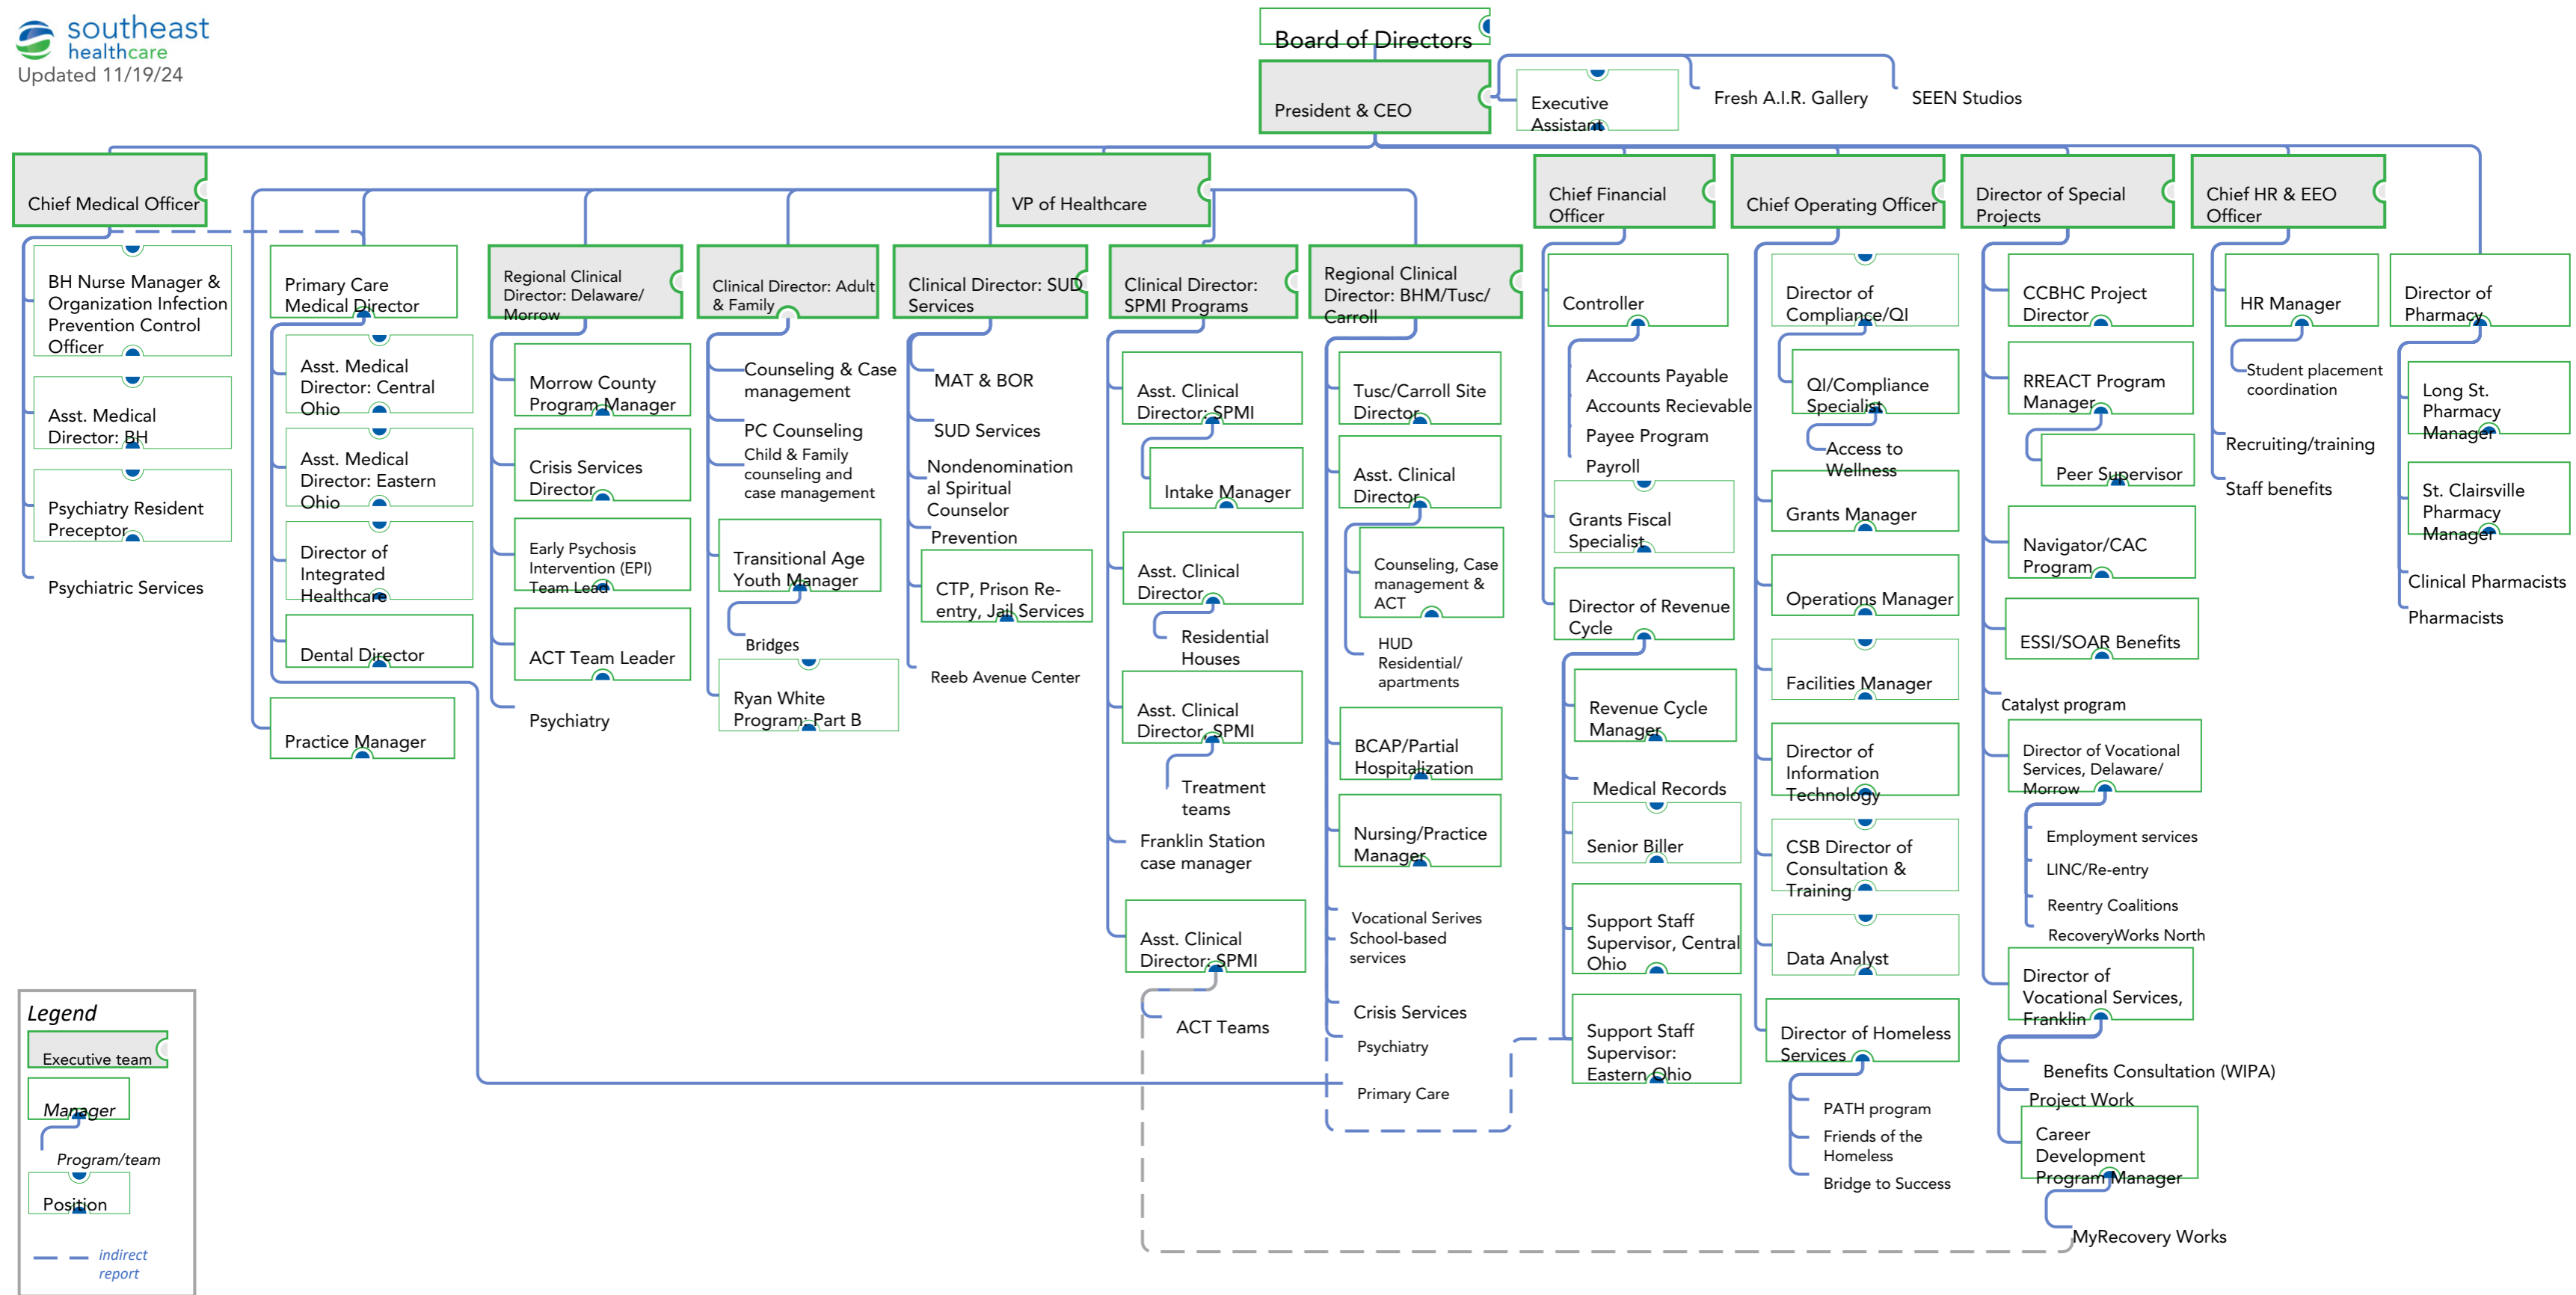 southeast
healthcare
Updated 11/19/24
Board of Directors
President & CEO
Executive
Assistant
Fresh A.I.R. Gallery
SEEN Studios
Chief Medical Officer
VP of Healthcare
Chief Financial
Officer
Chief Operating Officer
Director of Special
Projects
Chief HR & EEO
Officer
BH Nurse Manager &
Organization Infection
Prevention Control
Officer
Asst. Medical
Director: BH
Psychiatry Resident
Preceptor
Psychiatric Services
Primary Care
Medical Director
Asst. Medical
Director: Central
Ohio
Asst. Medical
Director: Eastern
Ohio
Director of
Integrated
Healthcare
Dental Director
Practice Manager
Regional Clinical
Director: Delaware/
Morrow
Morrow County
Program Manager
Crisis Services
Director
Early Psychosis
Intervention (EPI)
Team Lead
ACT Team Leader
Psychiatry
Clinical Director: Adult
& Family
Counseling & Case
management
PC Counseling
Child & Family
counseling and
case management
Transitional Age
Youth Manager
Bridges
Ryan White
Program: Part B
Clinical Director: SUD
Services
MAT & BOR
SUD Services
Nondenomination
al Spiritual
Counselor
Prevention
CTP, Prison Re-
entry, Jail Services
Reeb Avenue Center
Clinical Director:
SPMI Programs
Asst. Clinical
Director: SPMI
Intake Manager
Asst. Clinical
Director
Residential
Houses
Asst. Clinical
Director, SPMI
Treatment
teams
Franklin Station
case manager
Asst. Clinical
Director: SPMI
ACT Teams
Regional Clinical
Director: BHM/Tusc/
Carroll
Tusc/Carroll Site
Director
Asst. Clinical
Director
Counseling, Case
management &
ACT
HUD
Residential/
apartments
BCAP/Partial
Hospitalization
Nursing/Practice
Manager
Vocational Serives
School-based
services
Crisis Services
Psychiatry
Primary Care
Controller
Accounts Payable
Accounts Recievable
Payee Program
Payroll
Grants Fiscal
Specialist
Director of Revenue
Cycle
Revenue Cycle
Manager
Medical Records
Senior Biller
Support Staff
Supervisor, Central
Ohio
Support Staff
Supervisor:
Eastern Ohio
Director of
Compliance/QI
QI/Compliance
Specialist
Access to
Wellness
Grants Manager
Operations Manager
Facilities Manager
Director of
Information
Technology
CSB Director of
Consultation &
Training
Data Analyst
Director of Homeless
Services
PATH program
Friends of the
Homeless
Bridge to Success
CCBHC Project
Director
RREACT Program
Manager
Peer Supervisor
Navigator/CAC
Program
ESSI/SOAR Benefits
Catalyst program
Director of Vocational
Services, Delaware/
Morrow
Employment services
LINC/Re-entry
Reentry Coalitions
RecoveryWorks North
Director of
Vocational Services,
Franklin
Benefits Consultation (WIPA)
Project Work
Career
Development
Program Manager
MyRecovery Works
HR Manager
Student placement
coordination
Recruiting/training
Staff benefits
Director of
Pharmacy
Long St.
Pharmacy
Manager
St. Clairsville
Pharmacy
Manager
Clinical Pharmacists
Pharmacists
Legend
Executive team
Manager
Program/team
Position
indirect
report